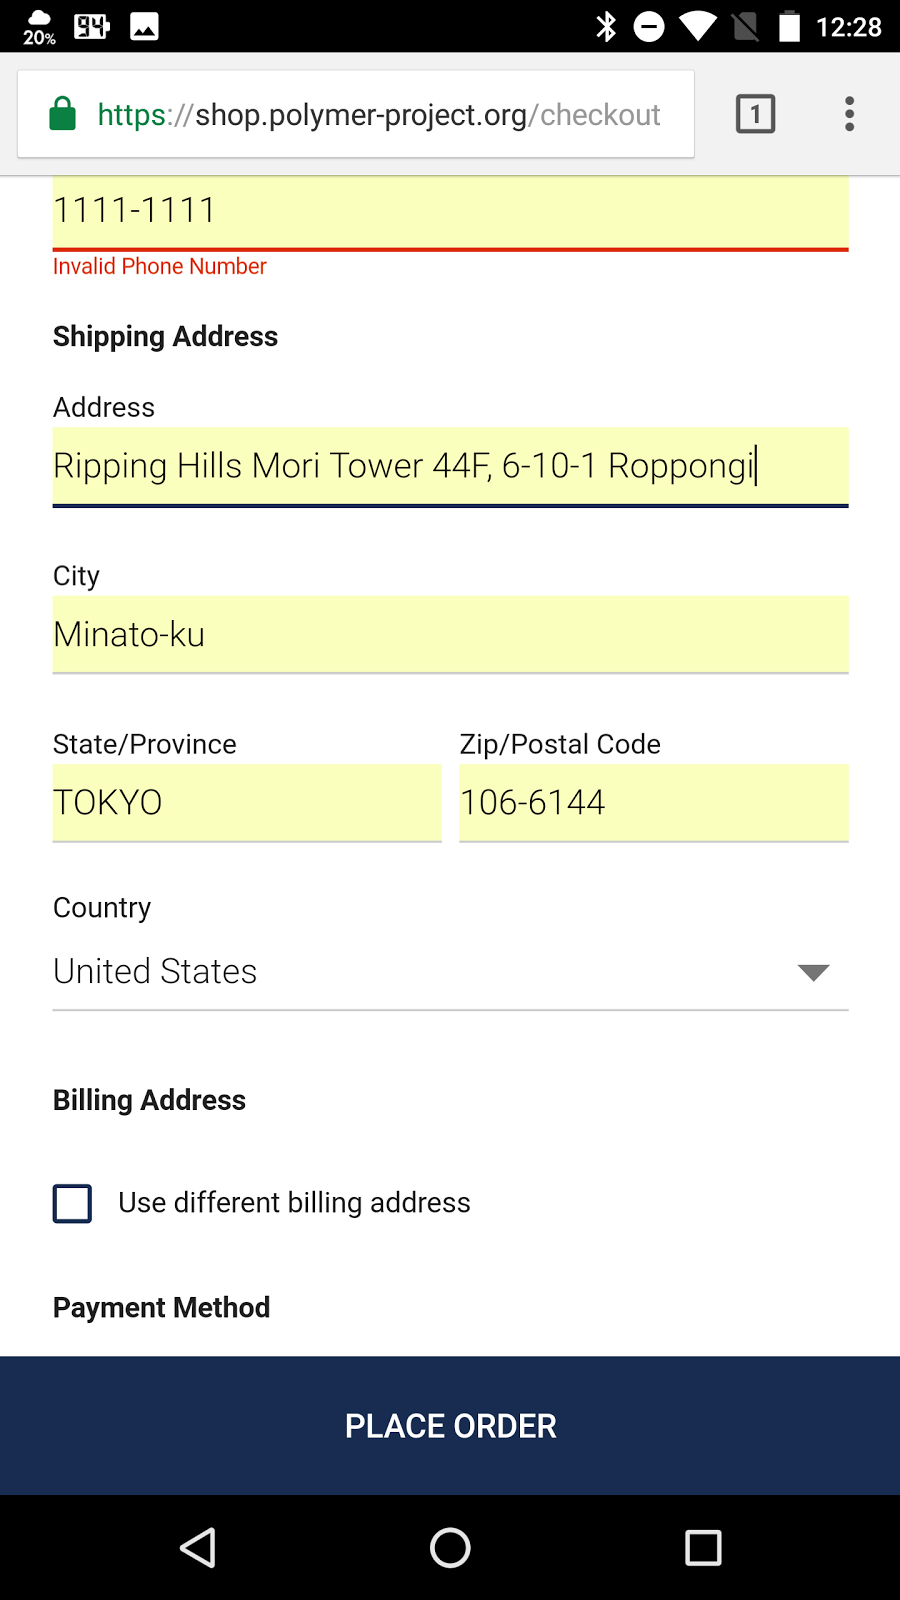 20% 94 12:28
https://shop.polymer-project.org/checkout 1
1111-1111
Invalid Phone Number
Shipping Address
Address
Ripping Hills Mori Tower 44F, 6-10-1 Roppongi
City
Minato-ku
State/Province Zip/Postal Code
TOKYO 106-6144
Country
United States
Billing Address
Use different billing address
Payment Method
PLACE ORDER